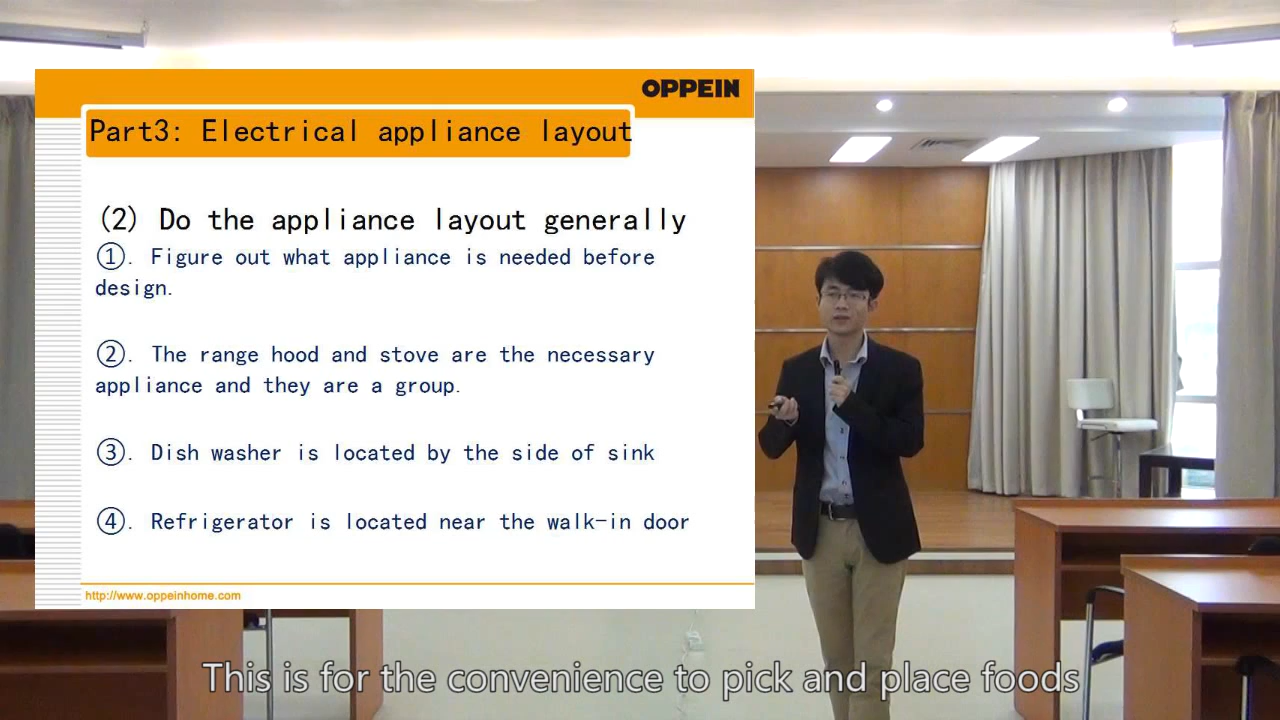 OPPEIN
Part3: Electrical appliance layout
(2) Do the appliance layout generally
①. Figure out what appliance is needed before
design.
②. The range hood and stove are the necessary
appliance and they are a group.
③. Dish washer is located by the side of sink
④. Refrigerator is located near the walk-in door
http://www.oppeinhome.com
This is for the convenience to pick and place foods